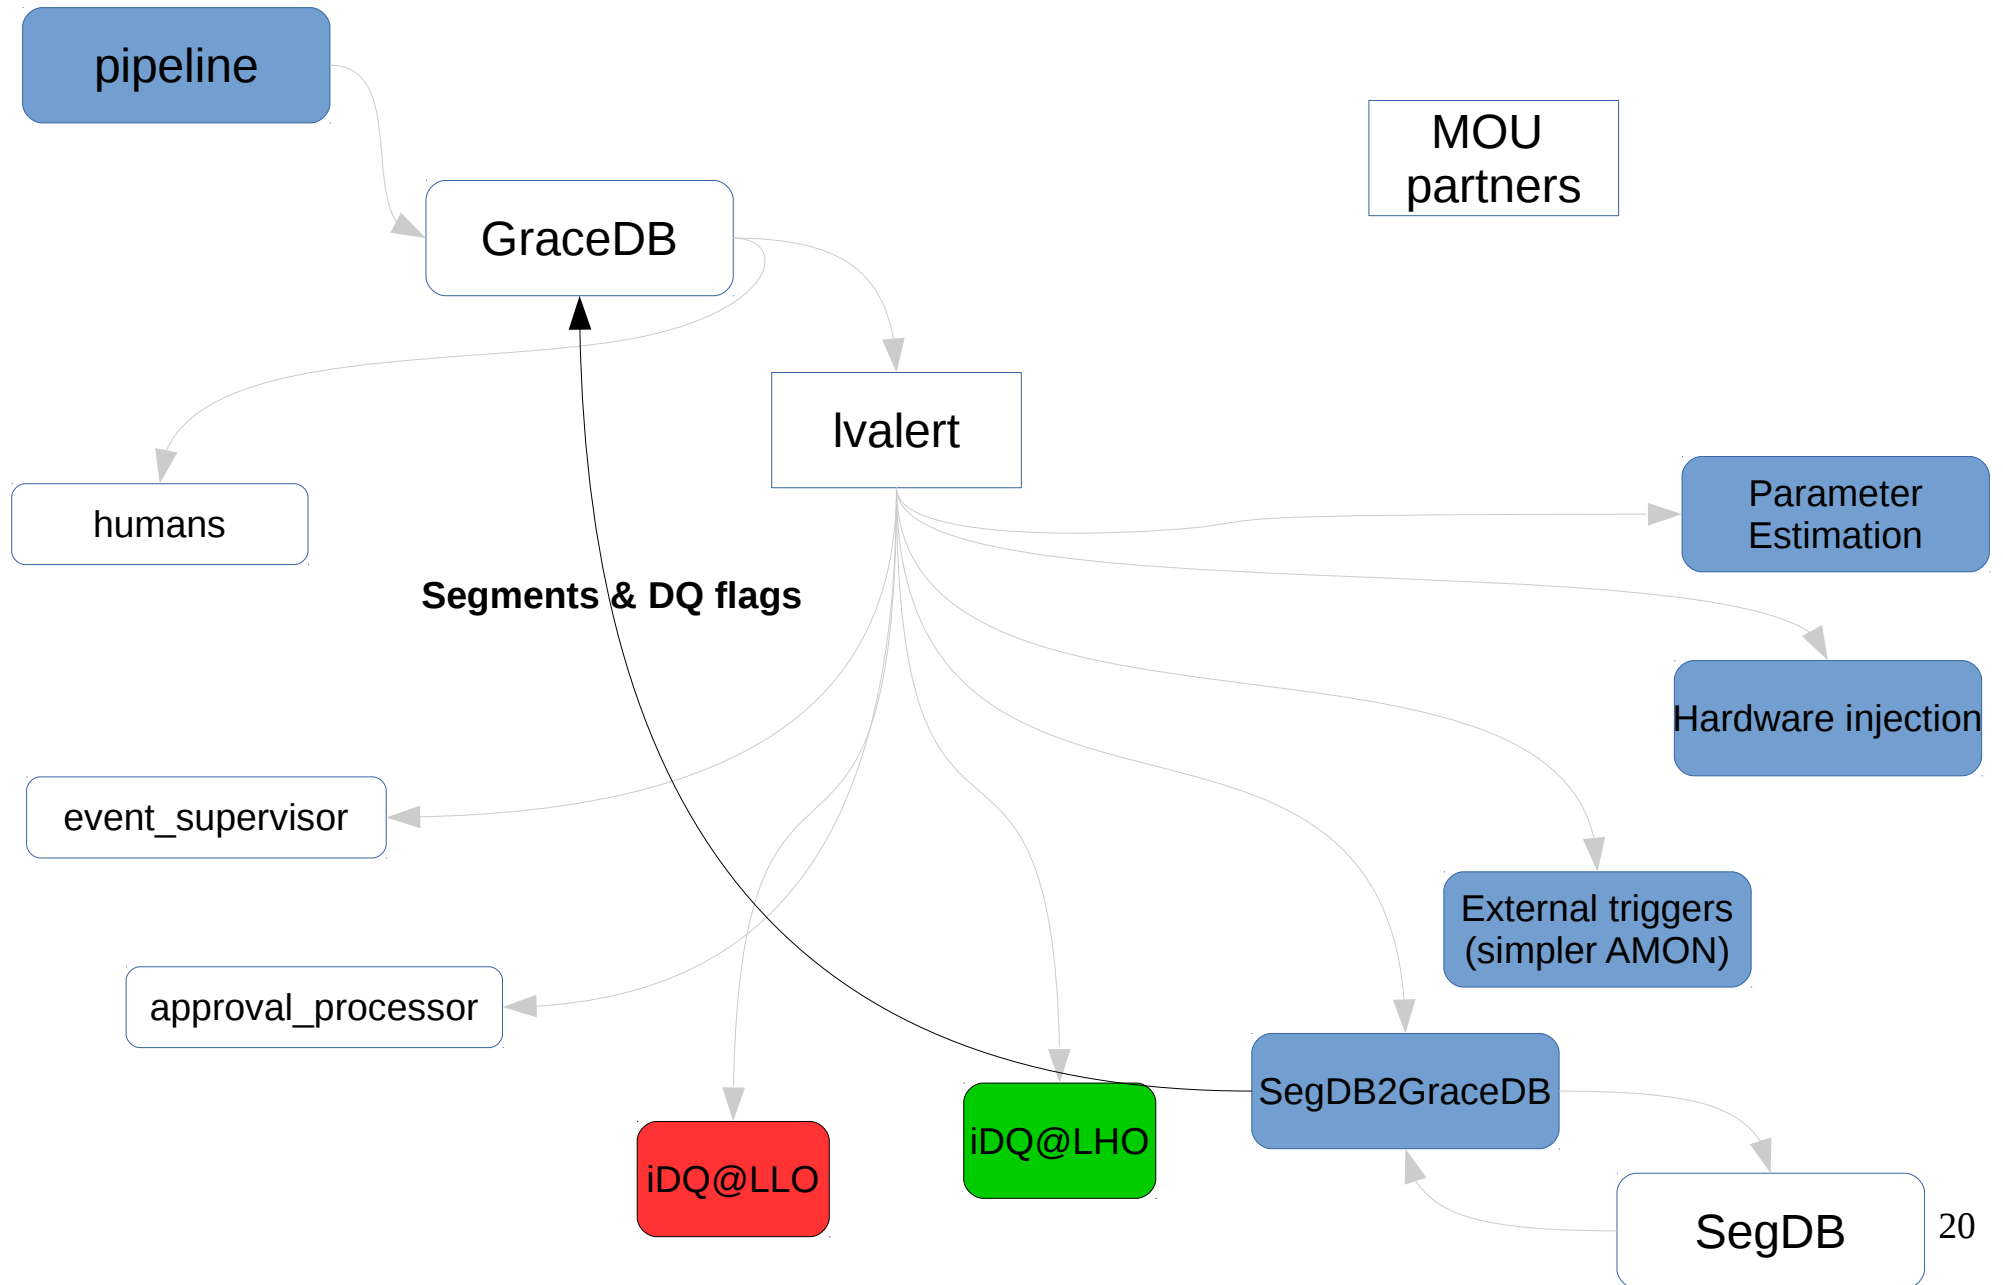 pipeline
MOU
partners
GraceDB
lvalert
humans
Parameter
Estimation
Segments & DQ flags
Hardware injection
event_supervisor
External triggers
(simpler AMON)
approval_processor
SegDB2GraceDB
iDQ@LHO
iDQ@LLO
SegDB
20